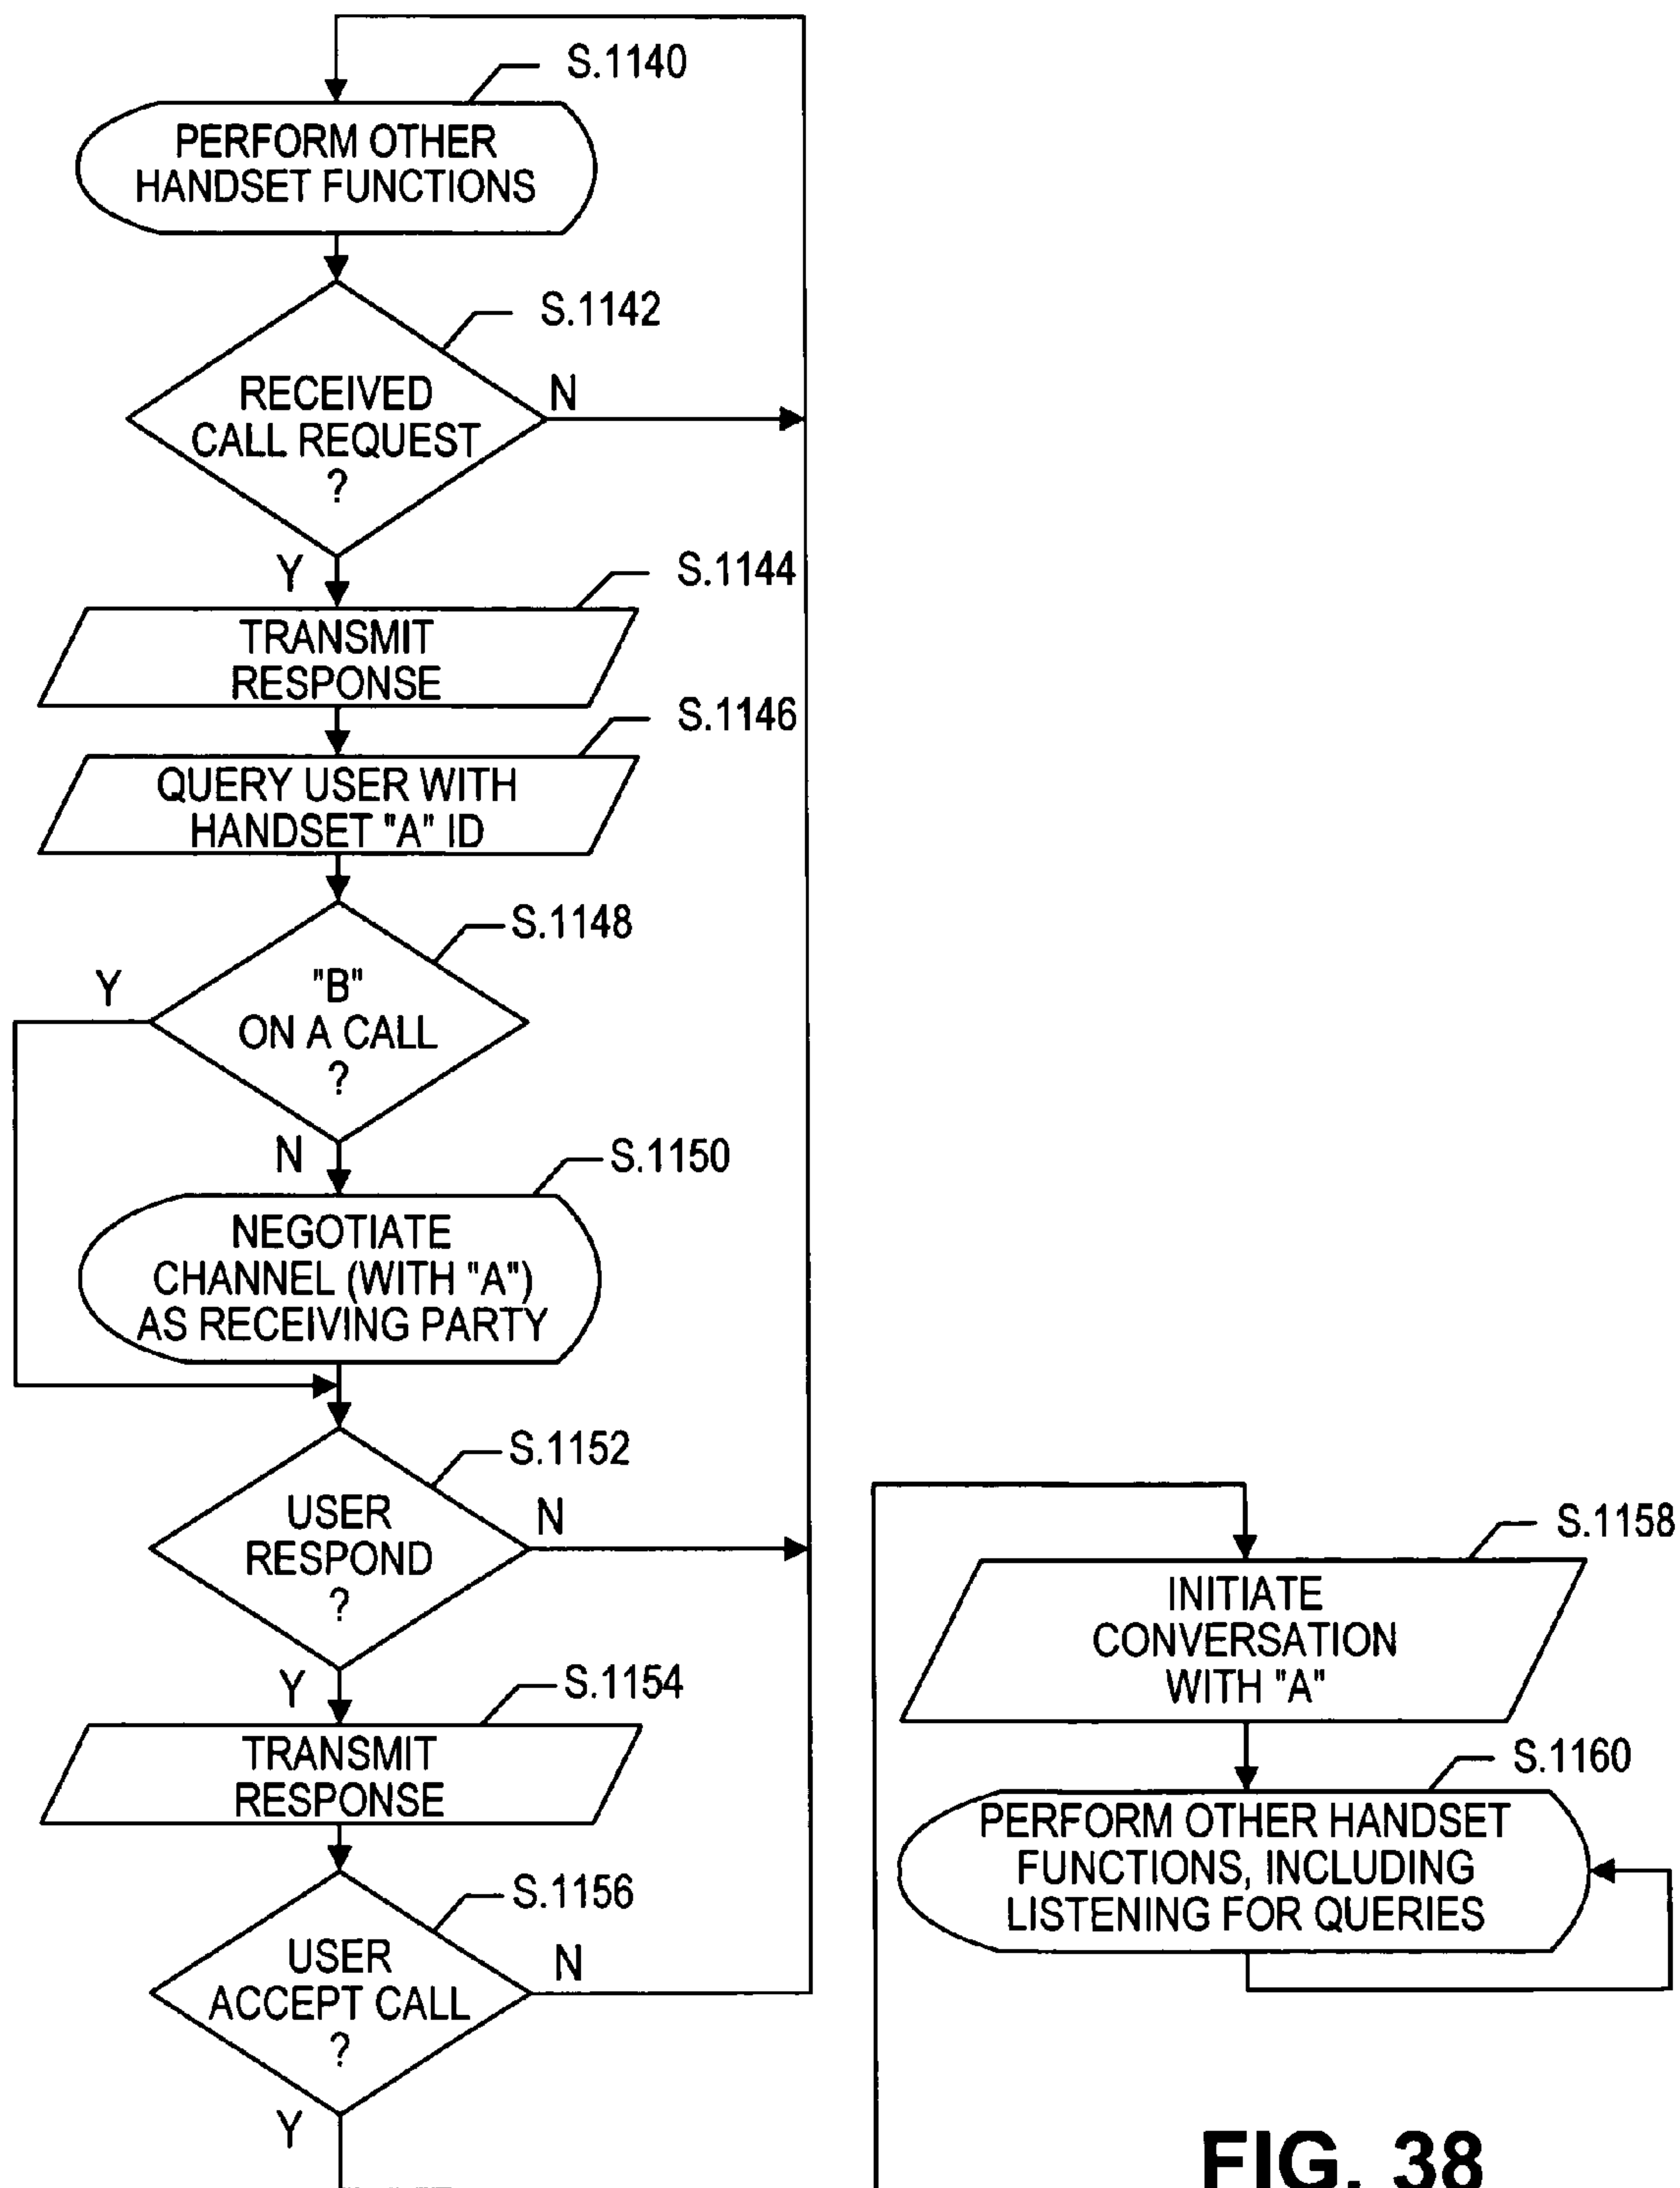 S.1140
PERFORM OTHER
HANDSET FUNCTIONS
S.1142
RECEIVED
CALL REQUEST
?
N
Y
S.1144
TRANSMIT
RESPONSE
S.1146
QUERY USER WITH
HANDSET "A" ID
S.1148
"B"
ON A CALL
?
Y
N
S.1150
NEGOTIATE
CHANNEL (WITH "A")
AS RECEIVING PARTY
S.1152
USER
RESPOND
?
N
Y
S.1154
TRANSMIT
RESPONSE
S.1156
USER
ACCEPT CALL
?
N
Y
S.1158
INITIATE
CONVERSATION
WITH "A"
S.1160
PERFORM OTHER HANDSET
FUNCTIONS, INCLUDING
LISTENING FOR QUERIES
FIG. 38